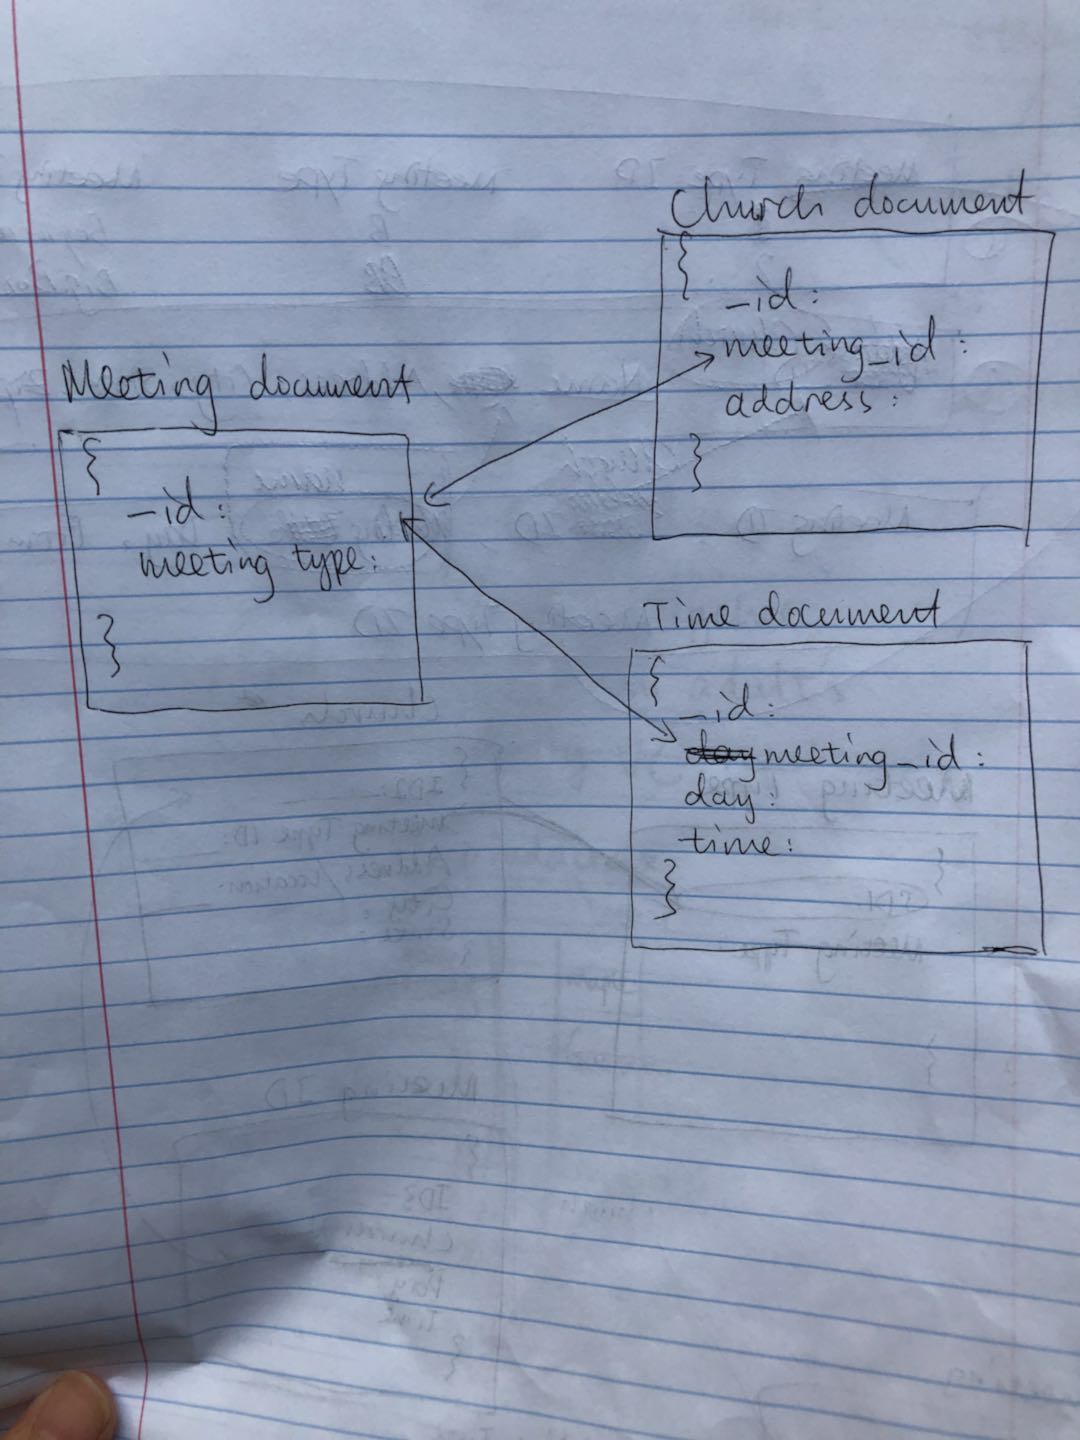 Church document
{
_id:
meeting_id:
address:
}
Meeting document
{
_id:
meeting type:
}
Time document
{
_id:
day meeting_id:
day:
time:
}